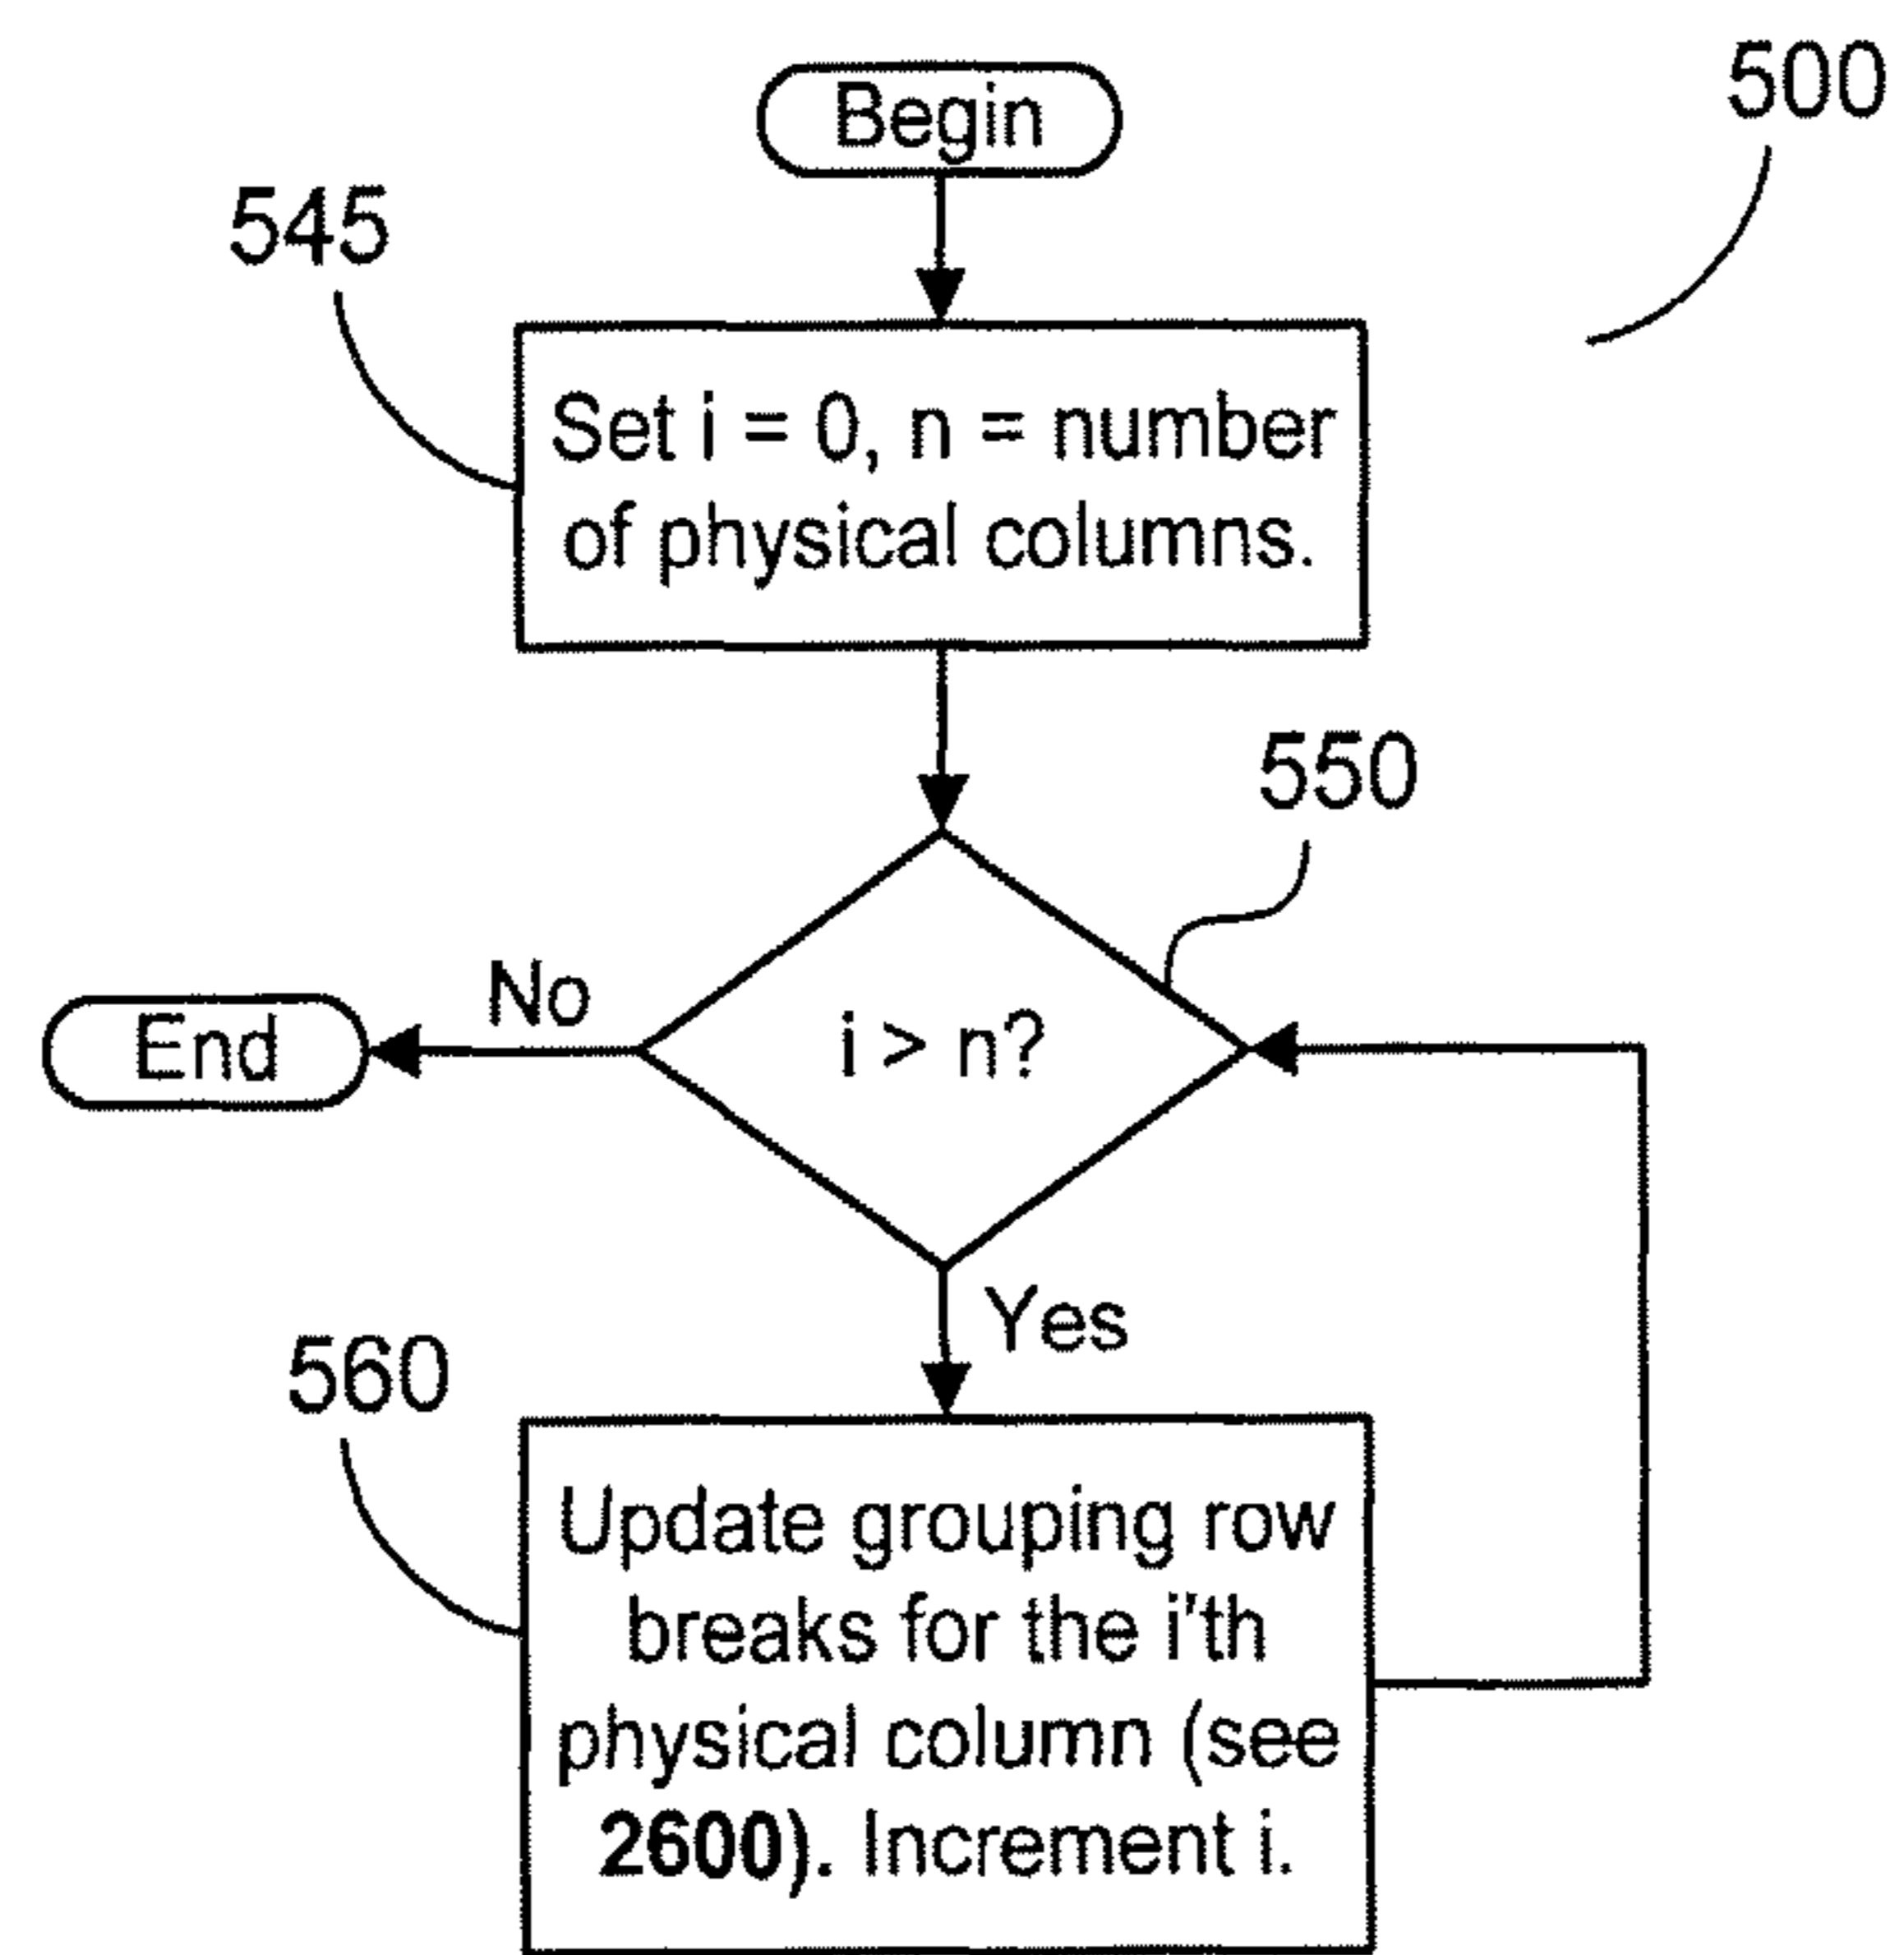 Begin
500
545
Set i = 0, n = number
of physical columns.
550
No
End
i > n?
Yes
560
Update grouping row
breaks for the i'th
physical column (see
2600). Increment i.